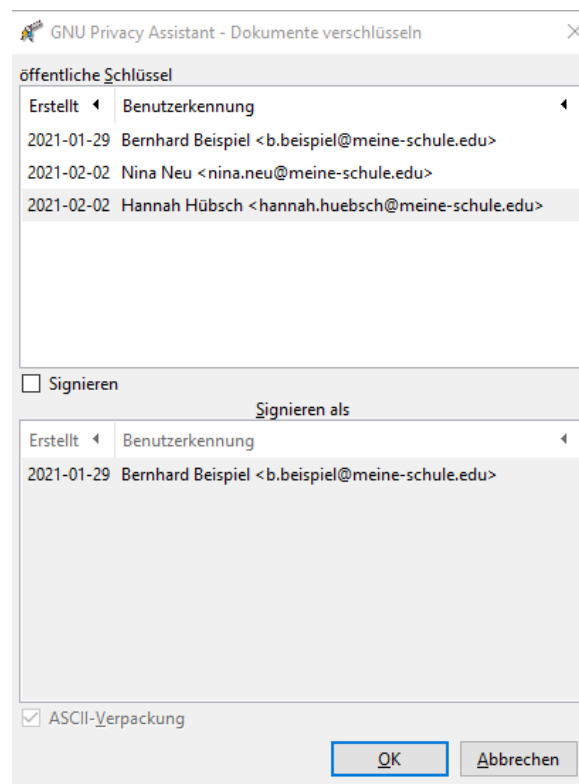 GNU Privacy Assistant - Dokumente verschlüsseln
öffentliche Schlüssel
Erstellt Benutzerkennung
2021-01-29 Bernhard Beispiel <b.beispiel@meine-schule.edu>
2021-02-02 Nina Neu <nina.neu@meine-schule.edu>
2021-02-02 Hannah Hübsch <hannah.huebsch@meine-schule.edu>
Signieren
Signieren als
Erstellt Benutzerkennung
2021-01-29 Bernhard Beispiel <b.beispiel@meine-schule.edu>
ASCII-Verpackung
OK Abbrechen